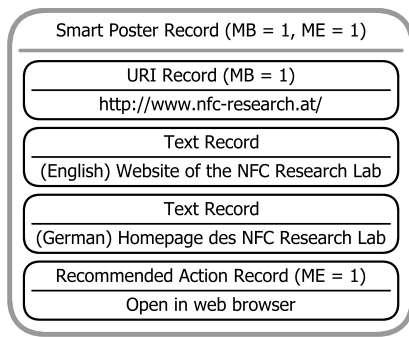 Smart Poster Record (MB = 1, ME = 1)
URI Record (MB = 1)
http://www.nfc-research.at/
Text Record
(English) Website of the NFC Research Lab
Text Record
(German) Homepage des NFC Research Lab
Recommended Action Record (ME = 1)
Open in web browser